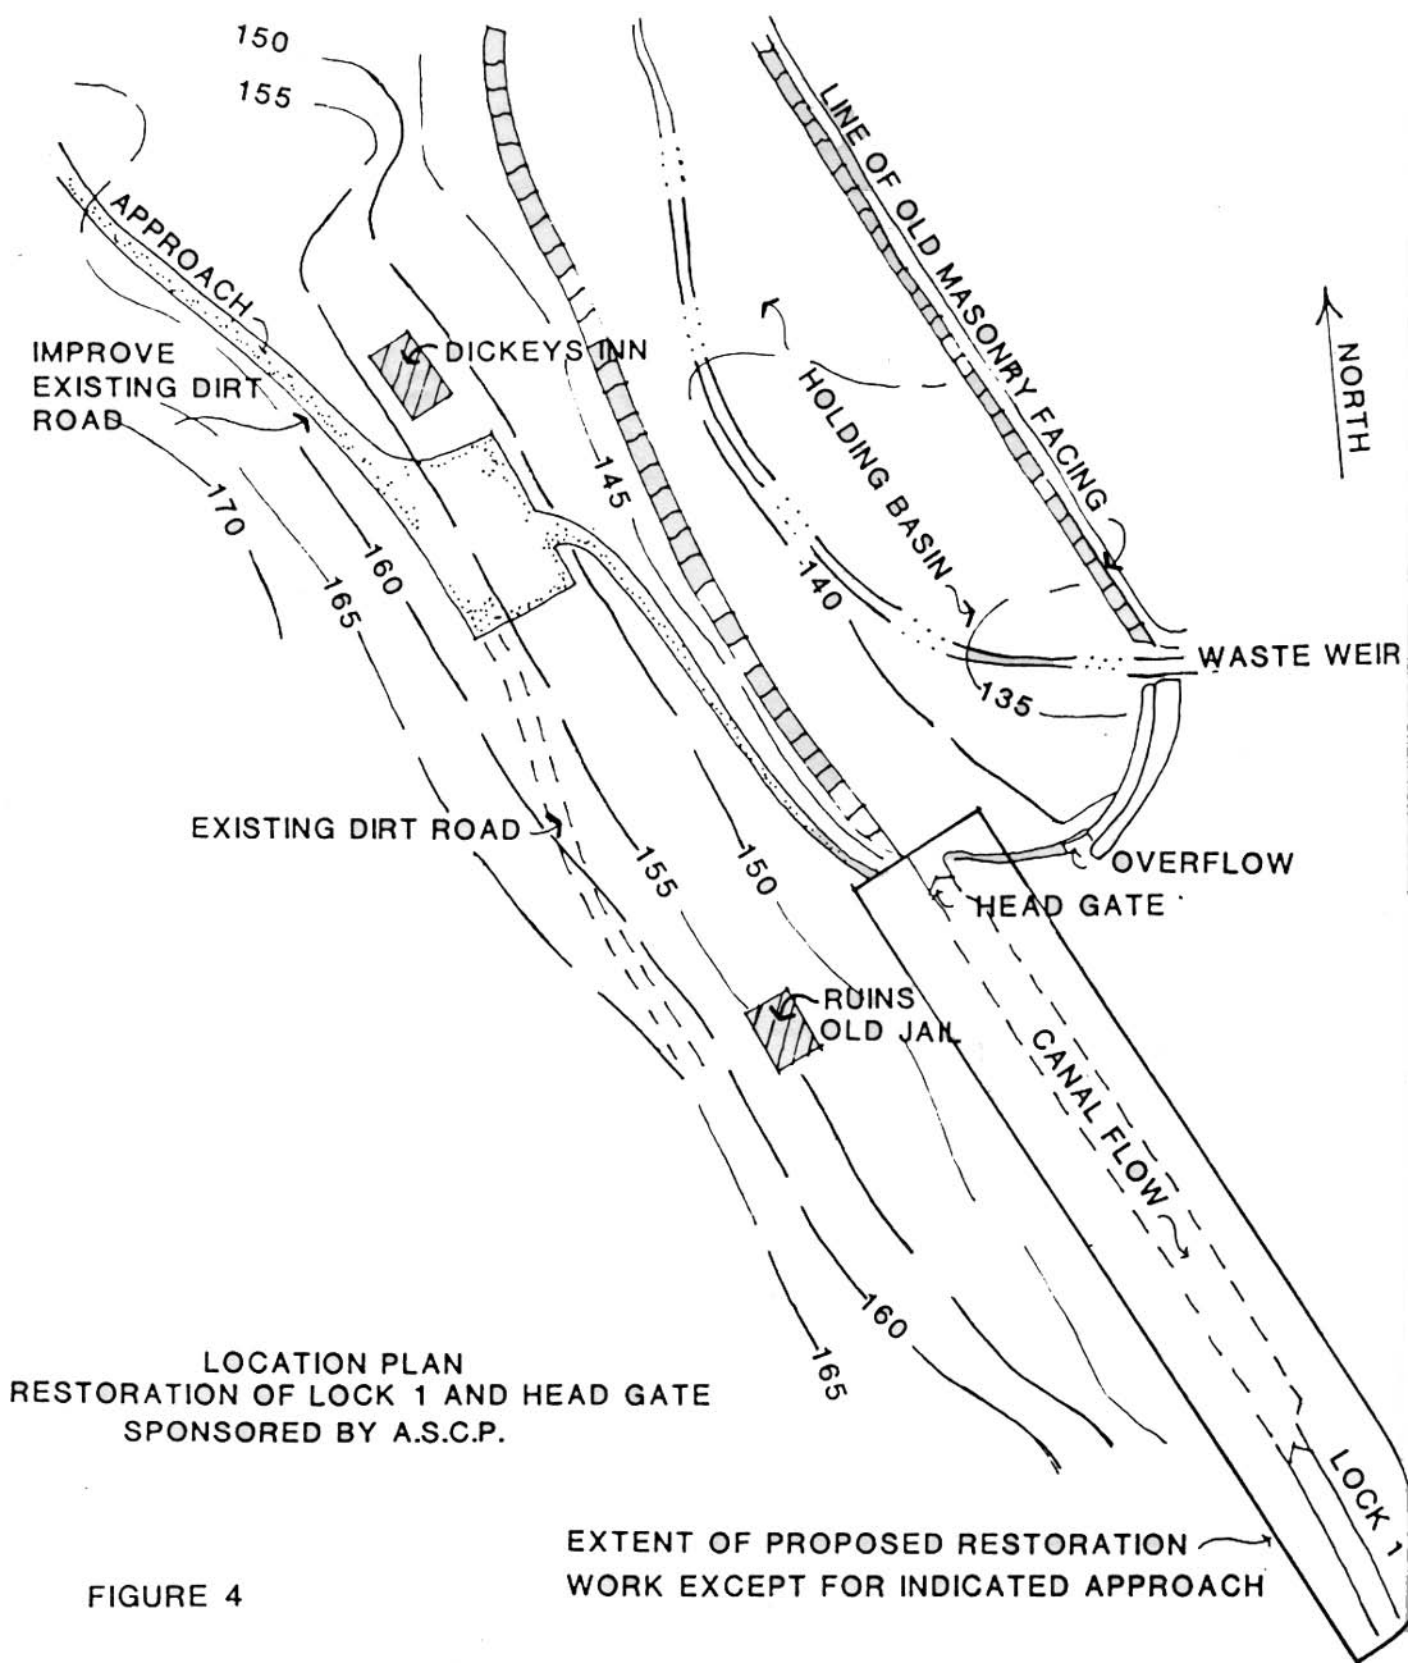 150
155
LINE OF OLD MASONRY FACING
APPROACH
NORTH
IMPROVE
EXISTING DIRT
ROAD
DICKEYS INN
HOLDING BASIN
170
145
160
165
140
WASTE WEIR
135
EXISTING DIRT ROAD
155
150
OVERFLOW
HEAD GATE
RUINS
OLD JAIL
CANAL FLOW
160
165
LOCATION PLAN
RESTORATION OF LOCK 1 AND HEAD GATE
SPONSORED BY A.S.C.P.
LOCK 1
EXTENT OF PROPOSED RESTORATION
WORK EXCEPT FOR INDICATED APPROACH
FIGURE 4